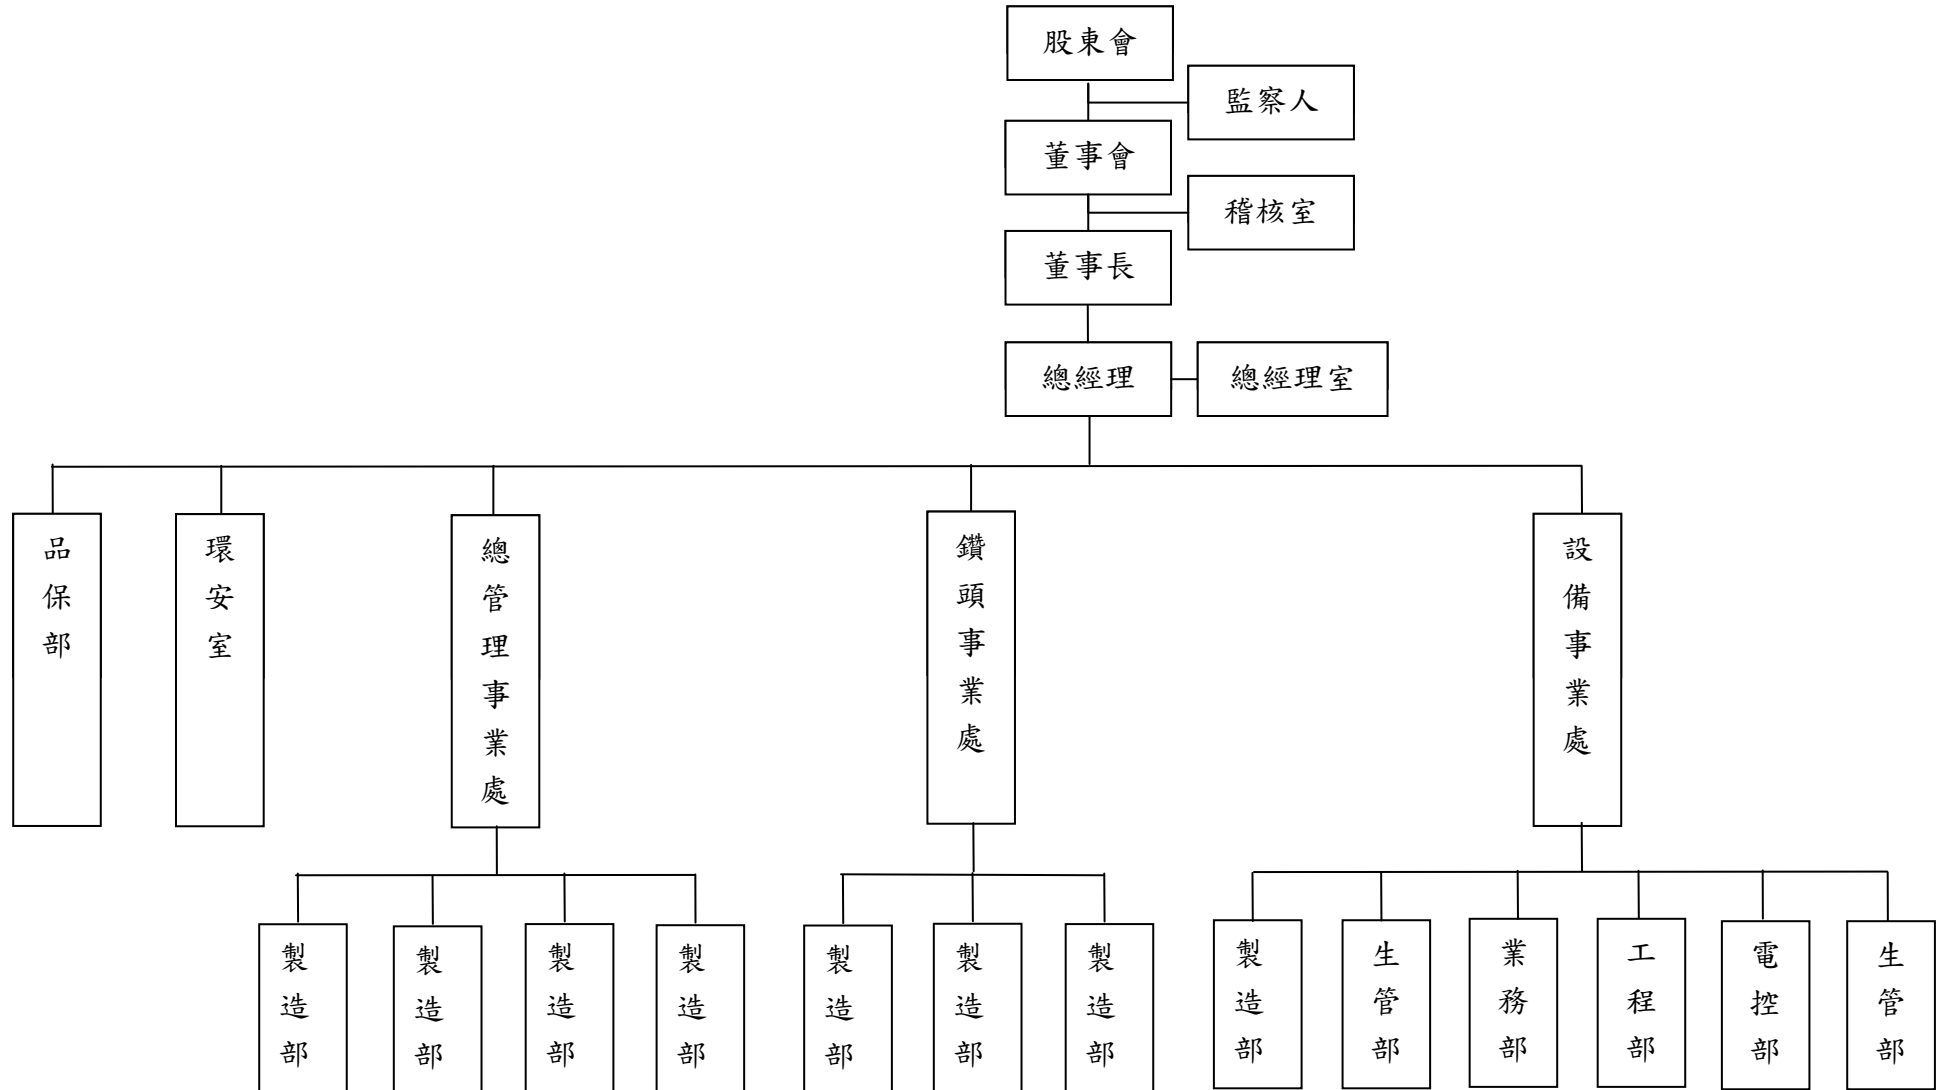 股東會
監察人
董事會
稽核室
董事長
總經理
總經理室
品保部
環安室
總管理事業處
鑽頭事業處
設備事業處
製造部
製造部
製造部
製造部
製造部
製造部
製造部
製造部
生管部
業務部
工程部
電控部
生管部